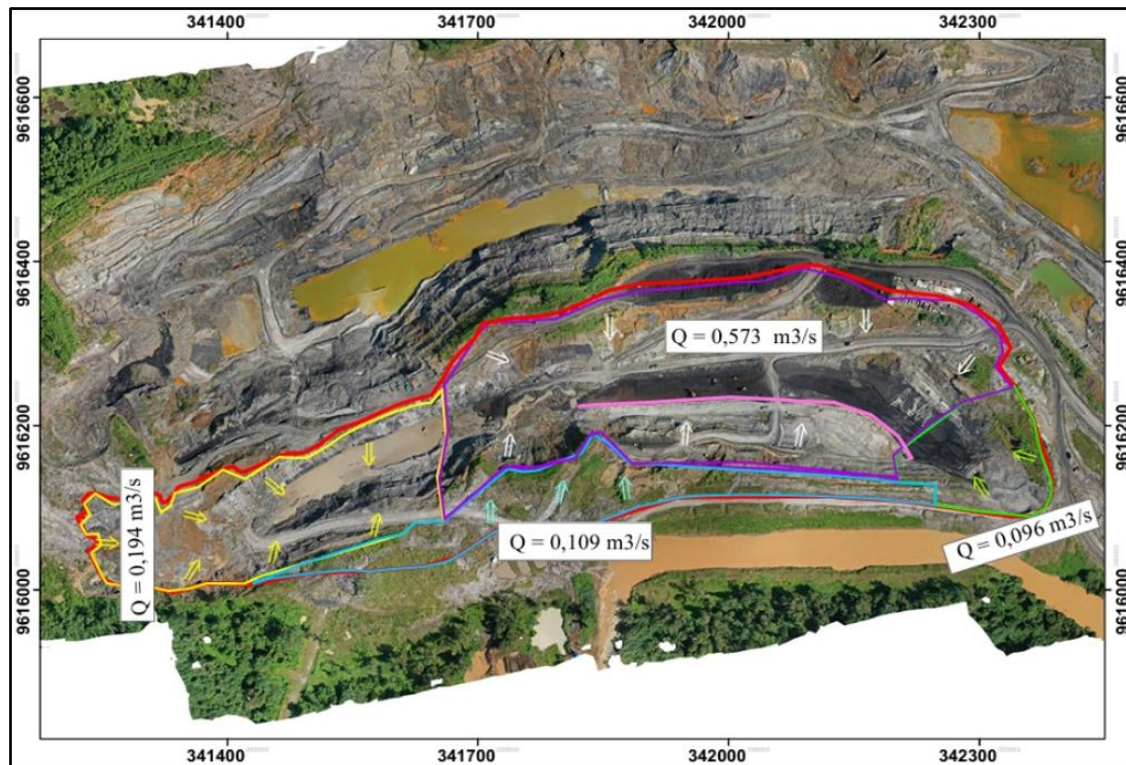 341400 341700 342000 342300
9616600 9616600
9616400 9616400
Q = 0,573 m3/s
9616200 9616200
Q = 0,194 m3/s
Q = 0,109 m3/s
Q = 0,096 m3/s
9616000 9616000
341400 341700 342000 342300